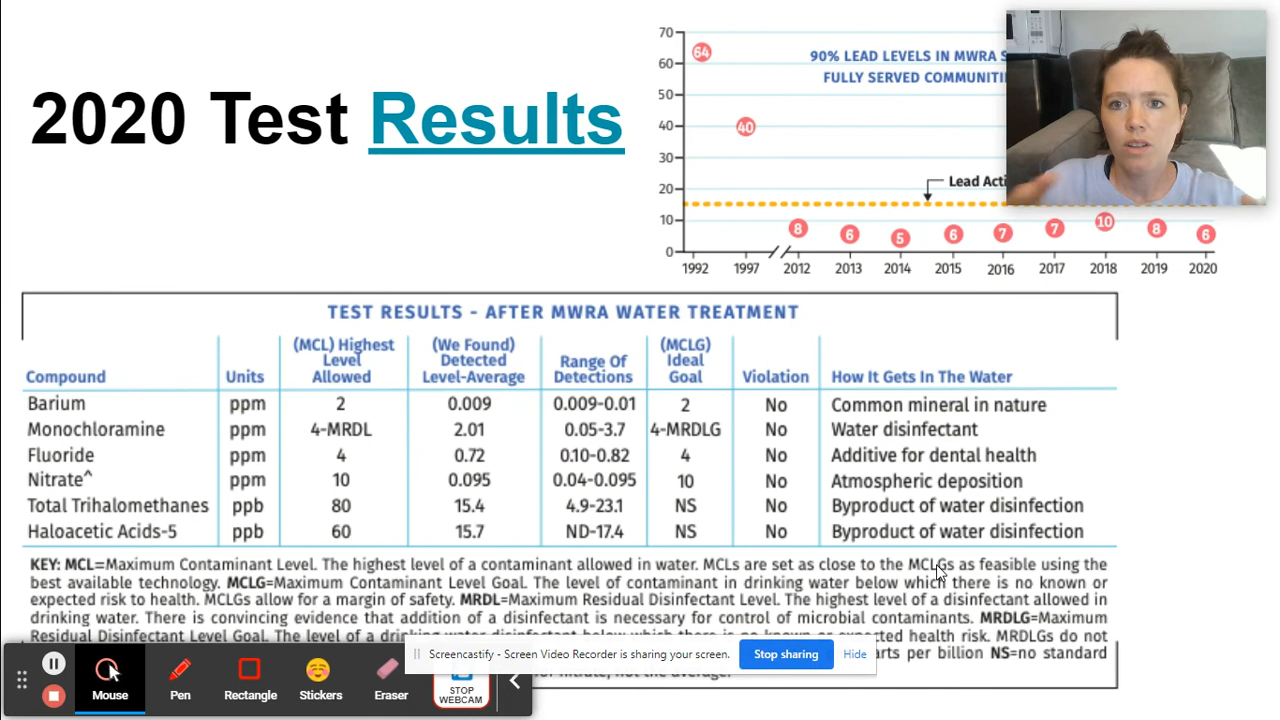 2020 Test Results
70
60
50
40
30
20
10
0
90% LEAD LEVELS IN MWRA
FULLY SERVED
64
40
Lead
8
6
5
6
7
7
10
8
6
1992
1997
2012
2013
2014
2015
2016
2017
2018
2019
2020
TEST RESULTS - AFTER MWRA WATER TREATMENT
Compound Units (MCL) Highest Level Allowed (We Found) Detected Level-Average Range Of Detections (MCLG) Ideal Goal Violation How It Gets In The Water
Barium ppm 2 0.009 0.009-0.01 2 No Common mineral in nature
Monochloramine ppm 4-MRDL 2.01 0.05-3.7 4-MRDLG No Water disinfectant
Fluoride ppm 4 0.72 0.10-0.82 4 No Additive for dental health
Nitrate^ ppm 10 0.095 0.04-0.095 10 No Atmospheric deposition
Total Trihalomethanes ppb 80 15.4 4.9-23.1 NS No Byproduct of water disinfection
Haloacetic Acids-5 ppb 60 15.7 ND-17.4 NS No Byproduct of water disinfection
KEY: MCL=Maximum Contaminant Level. The highest level of a contaminant allowed in water. MCLs are set as close to the MCLGs as feasible using the
best available technology. MCLG=Maximum Contaminant Level Goal. The level of contaminant in drinking water below which there is no known or
expected risk to health. MCLGs allow for a margin of safety. MRDL=Maximum Residual Disinfectant Level. The highest level of a disinfectant allowed in
drinking water. There is convincing evidence that addition of a disinfectant is necessary for control of microbial contaminants. MRDLG=Maximum
Residual Disinfectant Level Goal. The level of a drinking water disinfectant below which there is no known or expected health risk. MRDLGs do not
per billion NS=no standard
for nitrate, not the average.
Screencastify - Screen Video Recorder is sharing your screen.
Stop sharing
Hide
Mouse
Pen
Rectangle
Stickers
Eraser
STOP
WEBCAM